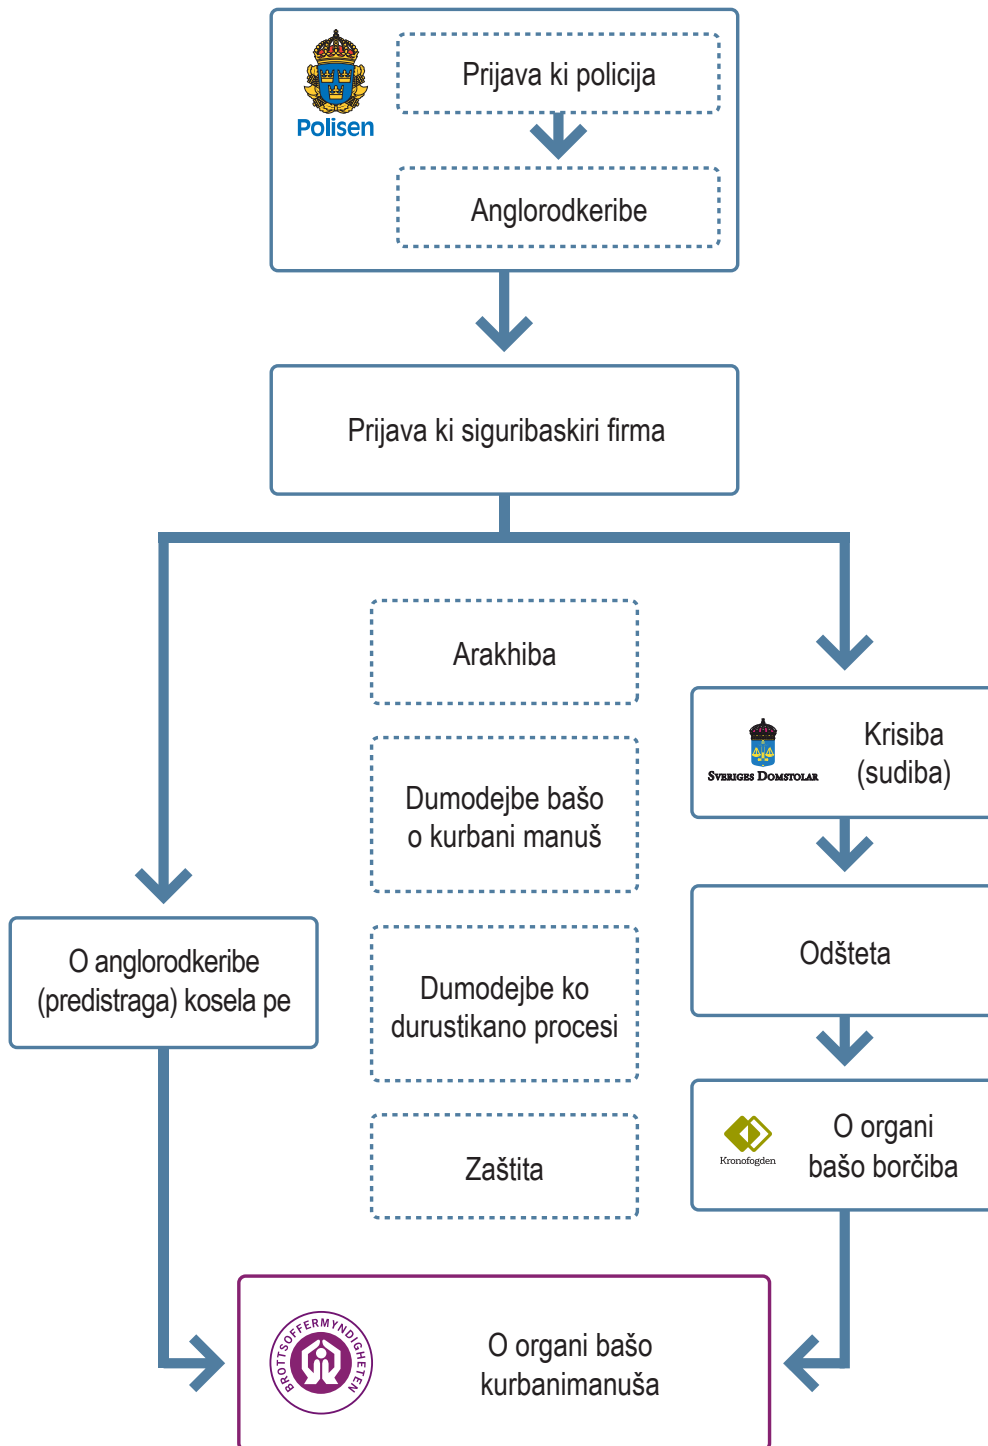 Polisen
Prijava ki policija
Anglorodkeribe
Prijava ki siguribaskiri firma
Arakhiba
Dumodejbe bašo
o kurbani manuš
Dumodejbe ko
durustikano procesi
Zaštita
O anglorodkeribe
(predistraga) kosela pe
SVERIGES DOMSTOLAR
Krisiba
(sudiba)
Odšteta
Kronofogden
O organi
bašo borčiba
BROTTSOFFERMYNDIGHETEN
O organi bašo
kurbanimanuša